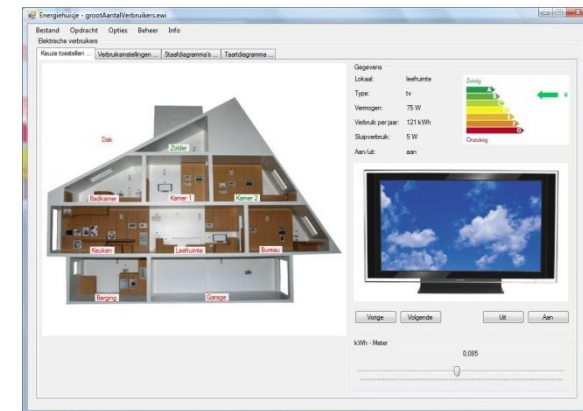 Energiehuisje - grootAantalVerbruikers.ewi
Bestand Opdracht Opties Beheer Info
Elektrische verbruikers
Keuze toestellen ... Verbruiksinstellingen ... Staafdiagramma's ... Taartdiagramma ...
Dak
Zolder
Badkamer Kamer 1 Kamer 2
Keuken Leefruimte Bureau
Berging Garage
Gegevens
Lokaal: leefruimte
Type: tv
Vermogen: 75 W
Verbruik per jaar: 121 kWh
Sluipverbruik: 5 W
Aan/uit: aan
Zuinig
A
B
Onzuinig
Vorige Volgende Uit Aan
kWh - Meter
0.085